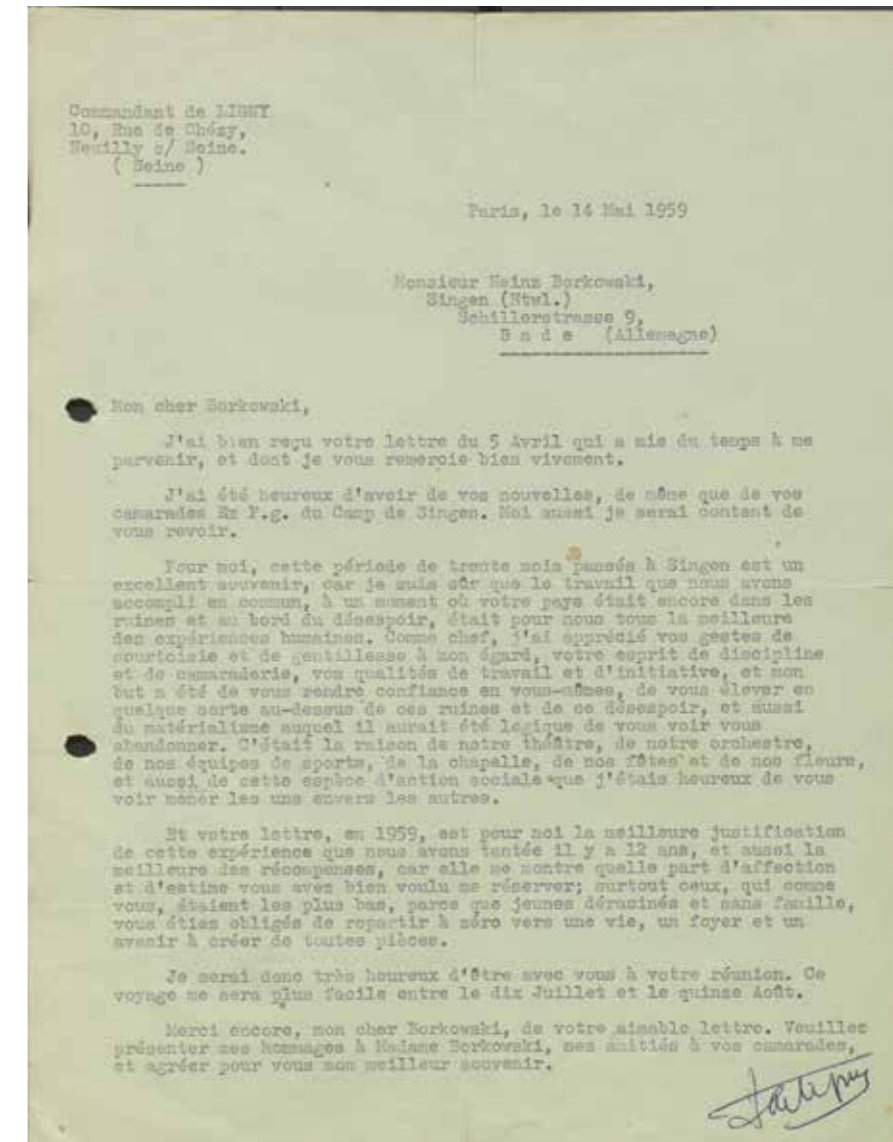 Commandant de LIGNY
10, Rue de Chézy,
Neuilly s/ Seine.
( Seine )
Paris, le 14 Mai 1959
Monsieur Heinz Borkowski,
Singen (Htwl.)
Schillerstrasse 9,
B a d e (Allemagne)
Mon cher Borkowski,
J'ai bien reçu votre lettre du 5 Avril qui a mis du temps à me
parvenir, et dont je vous remercie bien vivement.
J'ai été heureux d'avoir de vos nouvelles, de même que de vos
camarades Ex P.g. du Camp de Singen. Moi aussi je serai content de
vous revoir.
Pour moi, cette période de trente mois passés à Singen est un
excellent souvenir, car je suis sûr que le travail que nous avons
accompli en commun, à un moment où votre pays était encore dans les
ruines et au bord du désespoir, était pour nous tous la meilleure
des expériences humaines. Comme chef, j'ai apprécié vos gestes de
courtoisie et de gentillesse à mon égard, votre esprit de discipline
et de camaraderie, vos qualités de travail et d'initiative, et mon
but a été de vous rendre confiance en vous-mêmes, de vous élever en
quelque sorte au-dessus de ces ruines et de ce désespoir, et aussi
du matérialisme auquel il aurait été logique de vous voir vous
abandonner. C'était la raison de notre théâtre, de notre orchestre,
de nos équipes de sports, de la chapelle, de nos fêtes et de nos fleurs,
et aussi de cette espèce d'action sociale que j'étais heureux de vous
voir mener les uns envers les autres.
Et votre lettre, en 1959, est pour moi la meilleure justification
de cette expérience que nous avons tentée il y a 12 ans, et aussi la
meilleure des récompenses, car elle me montre quelle part d'affection
et d'estime vous avez bien voulu me réserver; surtout ceux, qui comme
vous, étaient les plus bas, parce que jeunes déracinés et sans famille,
vous étiez obligés de repartir à zéro vers une vie, un foyer et un
avenir à créer de toutes pièces.
Je serai donc très heureux d'être avec vous à votre réunion. Ce
voyage me sera plus facile entre le dix Juillet et le quinze Août.
Merci encore, mon cher Borkowski, de votre aimable lettre. Veuillez
présenter mes hommages à Madame Borkowski, mes amitiés à vos camarades,
et agréer pour vous mon meilleur souvenir.